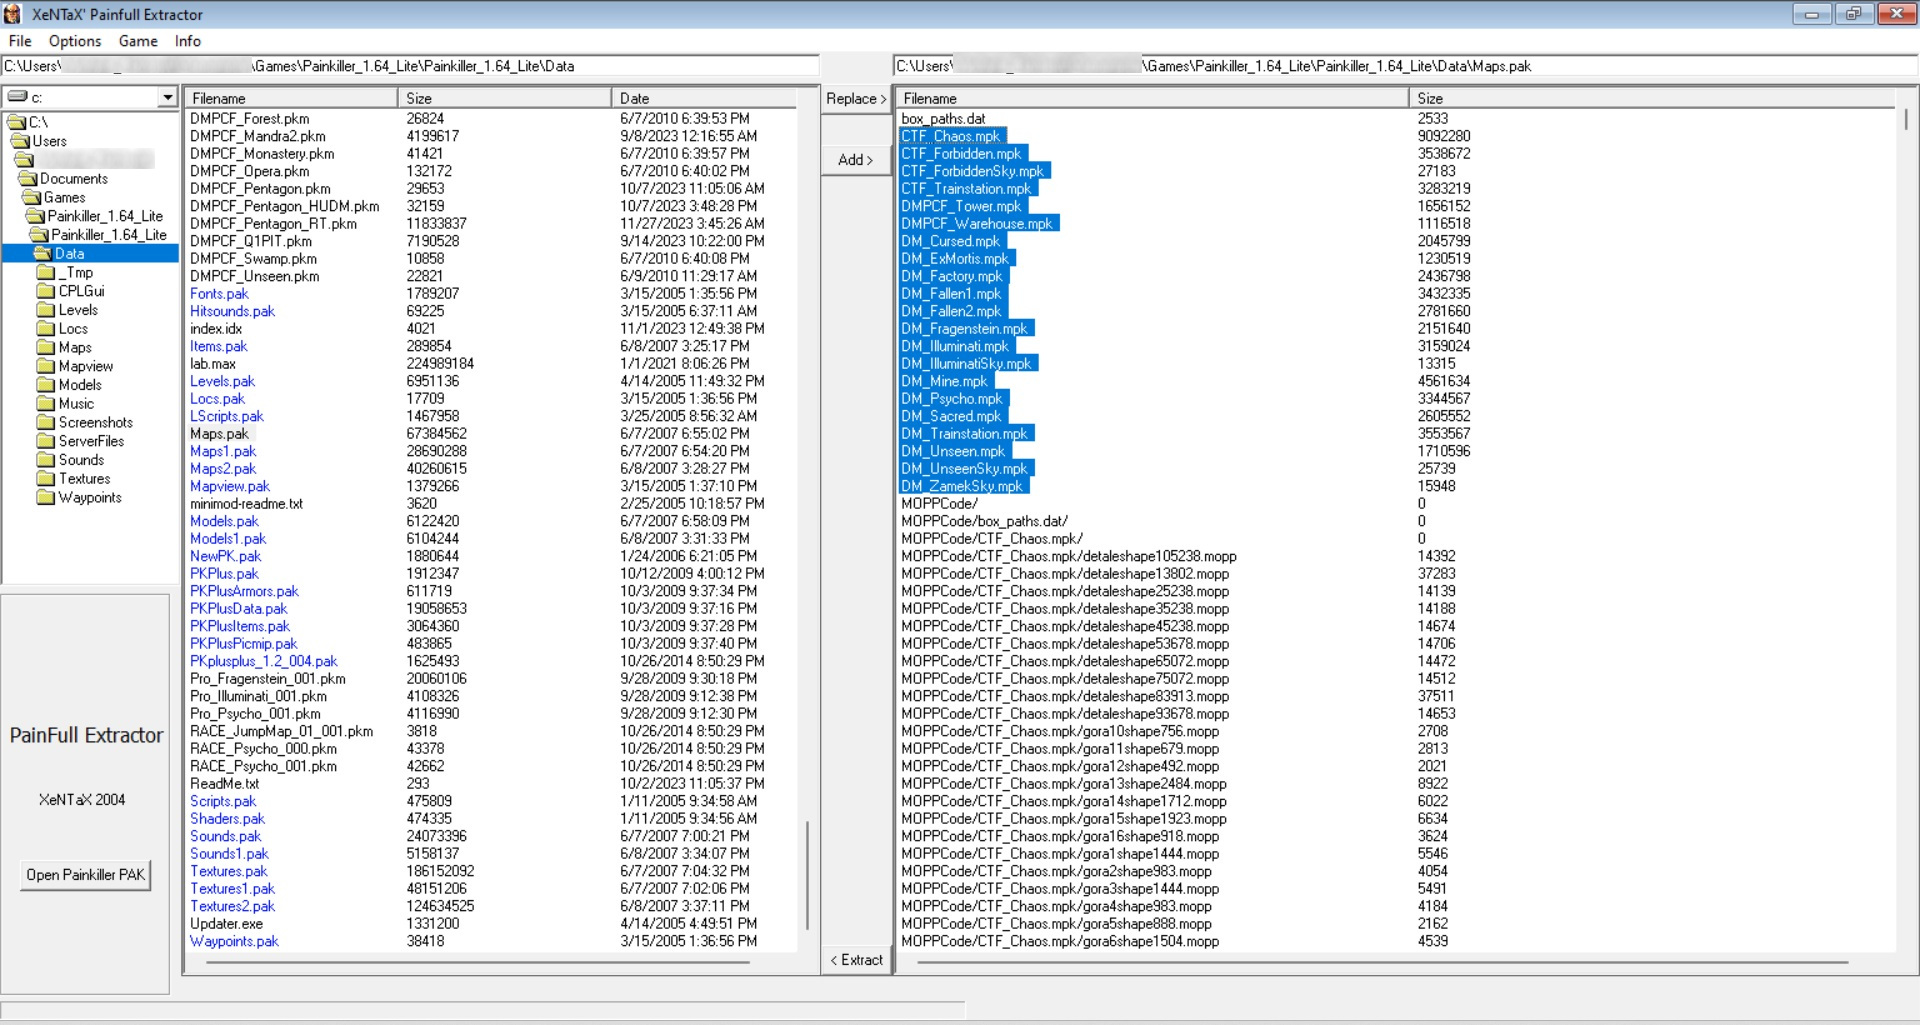 XeNTaX' Painfull Extractor
File Options Game Info
C:\Users\ \Games\Painkiller_1.64_Lite\Painkiller_1.64_Lite\Data
C:\Users\ \Games\Painkiller_1.64_Lite\Painkiller_1.64_Lite\Data\Maps.pak
c:
C:\
Users
Documents
Games
Painkiller_1.64_Lite
Painkiller_1.64_Lite
Data
_Tmp
CPLGui
Levels
Locs
Maps
Mapview
Models
Music
Screenshots
ServerFiles
Sounds
Textures
Waypoints
PainFull Extractor
XeNTaX 2004
Open Painkiller PAK
Filename Size Date
DMPCF_Forest.pkm 26824 6/7/2010 6:39:53 PM
DMPCF_Mandra2.pkm 4199617 9/8/2023 12:16:55 AM
DMPCF_Monastery.pkm 41421 6/7/2010 6:39:57 PM
DMPCF_Opera.pkm 132172 6/7/2010 6:40:02 PM
DMPCF_Pentagon.pkm 29653 10/7/2023 11:05:06 AM
DMPCF_Pentagon_HUDM.pkm 32159 10/7/2023 3:48:28 PM
DMPCF_Pentagon_RT.pkm 11833837 11/27/2023 3:45:26 AM
DMPCF_Q1PIT.pkm 7190528 9/14/2023 10:22:00 PM
DMPCF_Swamp.pkm 10858 6/7/2010 6:40:08 PM
DMPCF_Unseen.pkm 22821 6/9/2010 11:29:17 AM
Fonts.pak 1789207 3/15/2005 1:35:56 PM
Hitsounds.pak 69225 3/15/2005 6:37:11 AM
index.idx 4021 11/1/2023 12:49:38 PM
Items.pak 289854 6/8/2007 3:25:17 PM
lab.max 224989184 1/1/2021 8:06:26 PM
Levels.pak 6951136 4/14/2005 11:49:32 PM
Locs.pak 17709 3/15/2005 1:36:56 PM
LScripts.pak 1467958 3/25/2005 8:56:32 AM
Maps.pak 67384562 6/7/2007 6:55:02 PM
Maps1.pak 28690288 6/7/2007 6:54:20 PM
Maps2.pak 40260615 6/8/2007 3:28:27 PM
Mapview.pak 1379266 3/15/2005 1:37:10 PM
minimod-readme.txt 3620 2/25/2005 10:18:57 PM
Models.pak 6122420 6/7/2007 6:58:09 PM
Models1.pak 6104244 6/8/2007 3:31:33 PM
NewPK.pak 1880644 1/24/2006 6:21:05 PM
PKPlus.pak 1912347 10/12/2009 4:00:12 PM
PKPlusArmors.pak 611719 10/3/2009 9:37:34 PM
PKPlusData.pak 19058653 10/3/2009 9:37:16 PM
PKPlusItems.pak 3064360 10/3/2009 9:37:28 PM
PKPlusPicmip.pak 483865 10/3/2009 9:37:40 PM
PKplusplus_1.2_004.pak 1625493 10/26/2014 8:50:29 PM
Pro_Fragenstein_001.pkm 20060106 9/28/2009 9:30:18 PM
Pro_Illuminati_001.pkm 4108326 9/28/2009 9:12:38 PM
Pro_Psycho_001.pkm 4116990 9/28/2009 9:12:30 PM
RACE_JumpMap_01_001.pkm 3818 10/26/2014 8:50:29 PM
RACE_Psycho_000.pkm 43378 10/26/2014 8:50:29 PM
RACE_Psycho_001.pkm 42662 10/26/2014 8:50:29 PM
ReadMe.txt 293 10/2/2023 11:05:37 PM
Scripts.pak 475809 1/11/2005 9:34:58 AM
Shaders.pak 474335 1/11/2005 9:34:56 AM
Sounds.pak 24073396 6/7/2007 7:00:21 PM
Sounds1.pak 5158137 6/8/2007 3:34:07 PM
Textures.pak 186152092 6/7/2007 7:04:32 PM
Textures1.pak 48151206 6/7/2007 7:02:06 PM
Textures2.pak 124634525 6/8/2007 3:37:11 PM
Updater.exe 1331200 4/14/2005 4:49:51 PM
Waypoints.pak 38418 3/15/2005 1:36:56 PM
Replace >
Add >
< Extract
Filename Size
box_paths.dat 2533
CTF_Chaos.mpk 9092280
CTF_Forbidden.mpk 3538672
CTF_ForbiddenSky.mpk 27183
CTF_Trainstation.mpk 3283219
DMPCF_Tower.mpk 1656152
DMPCF_Warehouse.mpk 1116518
DM_Cursed.mpk 2045799
DM_ExMortis.mpk 1230519
DM_Factory.mpk 2436798
DM_Fallen1.mpk 3432335
DM_Fallen2.mpk 2781660
DM_Fragenstein.mpk 2151640
DM_Illuminati.mpk 3159024
DM_IlluminatiSky.mpk 13315
DM_Mine.mpk 4561634
DM_Psycho.mpk 3344567
DM_Sacred.mpk 2605552
DM_Trainstation.mpk 3553567
DM_Unseen.mpk 1710596
DM_UnseenSky.mpk 25739
DM_ZamekSky.mpk 15948
MOPPCode/ 0
MOPPCode/box_paths.dat/ 0
MOPPCode/CTF_Chaos.mpk/ 0
MOPPCode/CTF_Chaos.mpk/detaleshape105238.mopp 14392
MOPPCode/CTF_Chaos.mpk/detaleshape13802.mopp 37283
MOPPCode/CTF_Chaos.mpk/detaleshape25238.mopp 14139
MOPPCode/CTF_Chaos.mpk/detaleshape35238.mopp 14188
MOPPCode/CTF_Chaos.mpk/detaleshape45238.mopp 14674
MOPPCode/CTF_Chaos.mpk/detaleshape53678.mopp 14706
MOPPCode/CTF_Chaos.mpk/detaleshape65072.mopp 14472
MOPPCode/CTF_Chaos.mpk/detaleshape75072.mopp 14512
MOPPCode/CTF_Chaos.mpk/detaleshape83913.mopp 37511
MOPPCode/CTF_Chaos.mpk/detaleshape93678.mopp 14653
MOPPCode/CTF_Chaos.mpk/gora10shape756.mopp 2708
MOPPCode/CTF_Chaos.mpk/gora11shape679.mopp 2813
MOPPCode/CTF_Chaos.mpk/gora12shape492.mopp 2021
MOPPCode/CTF_Chaos.mpk/gora13shape2484.mopp 8922
MOPPCode/CTF_Chaos.mpk/gora14shape1712.mopp 6022
MOPPCode/CTF_Chaos.mpk/gora15shape1923.mopp 6634
MOPPCode/CTF_Chaos.mpk/gora16shape918.mopp 3624
MOPPCode/CTF_Chaos.mpk/gora1shape1444.mopp 5546
MOPPCode/CTF_Chaos.mpk/gora2shape983.mopp 4054
MOPPCode/CTF_Chaos.mpk/gora3shape1444.mopp 5491
MOPPCode/CTF_Chaos.mpk/gora4shape983.mopp 4184
MOPPCode/CTF_Chaos.mpk/gora5shape888.mopp 2162
MOPPCode/CTF_Chaos.mpk/gora6shape1504.mopp 4539